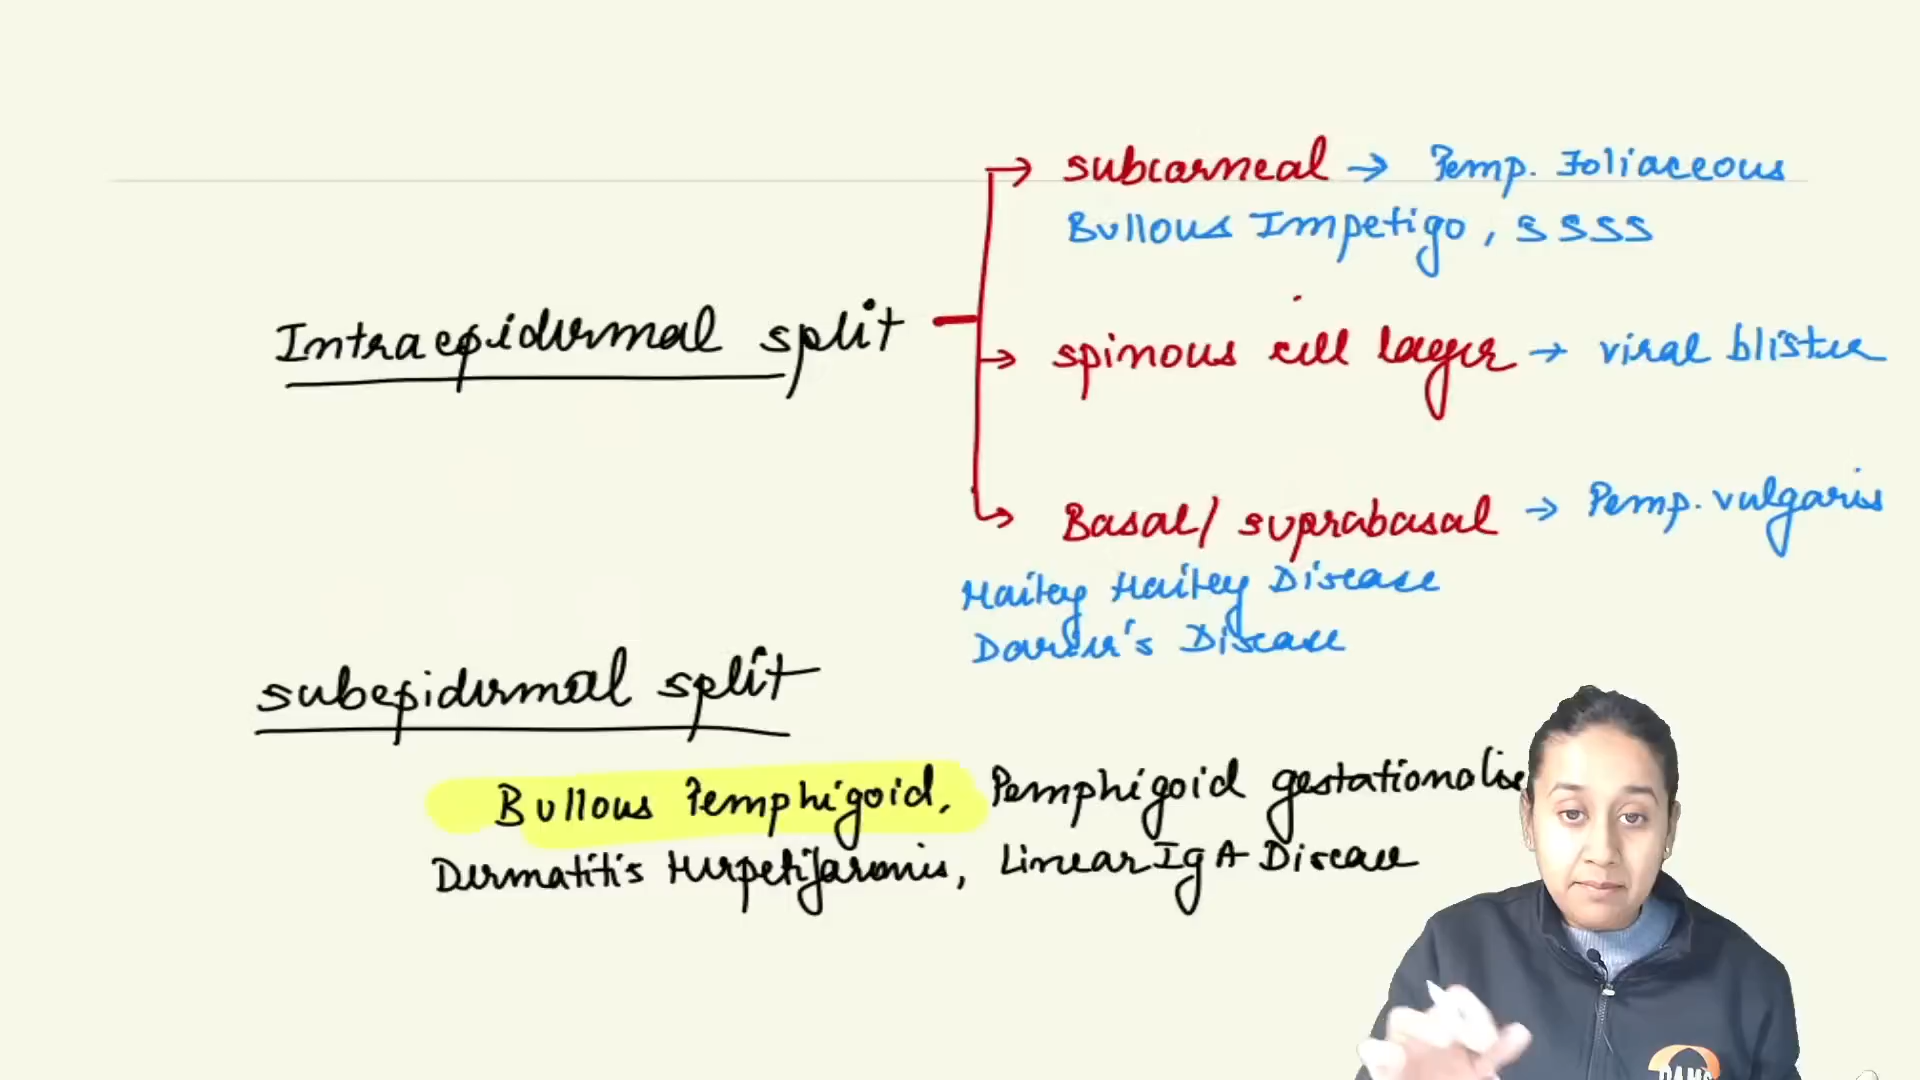 subcorneal → Pemp. Foliaceous
Bullous Impetigo, SSSS
Intraepidermal split
spinous cell layer → viral blister
Basal/ suprabasal → Pemp. vulgaris
Hailey Hailey Disease
Darier's Disease
subepidermal split
Bullous Pemphigoid, Pemphigoid gestationalis
Dermatitis Herpetiformis, Linear IgA Disease
DAMS